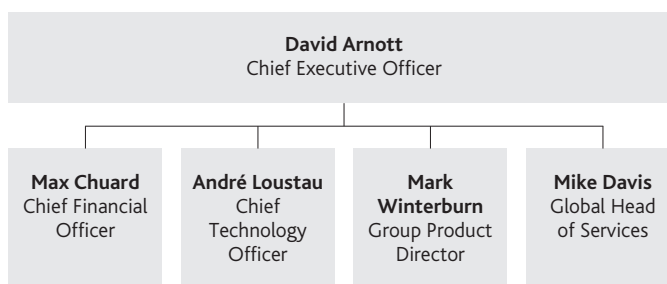 David Arnott
Chief Executive Officer
Max Chuard
Chief Financial
Officer
André Loustau
Chief
Technology
Officer
Mark
Winterburn
Group Product
Director
Mike Davis
Global Head
of Services